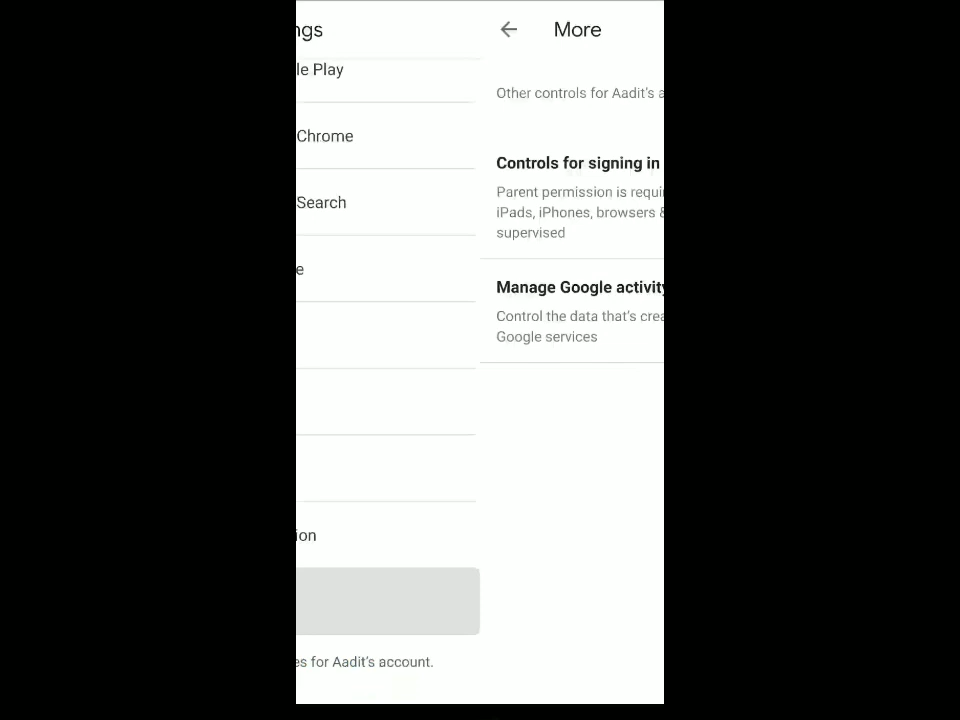 ngs
le Play
Chrome
Search
e
ion
es for Aadit's account.
More
Other controls for Aadit's a
Controls for signing in
Parent permission is requi
iPads, iPhones, browsers &
supervised
Manage Google activity
Control the data that's crea
Google services